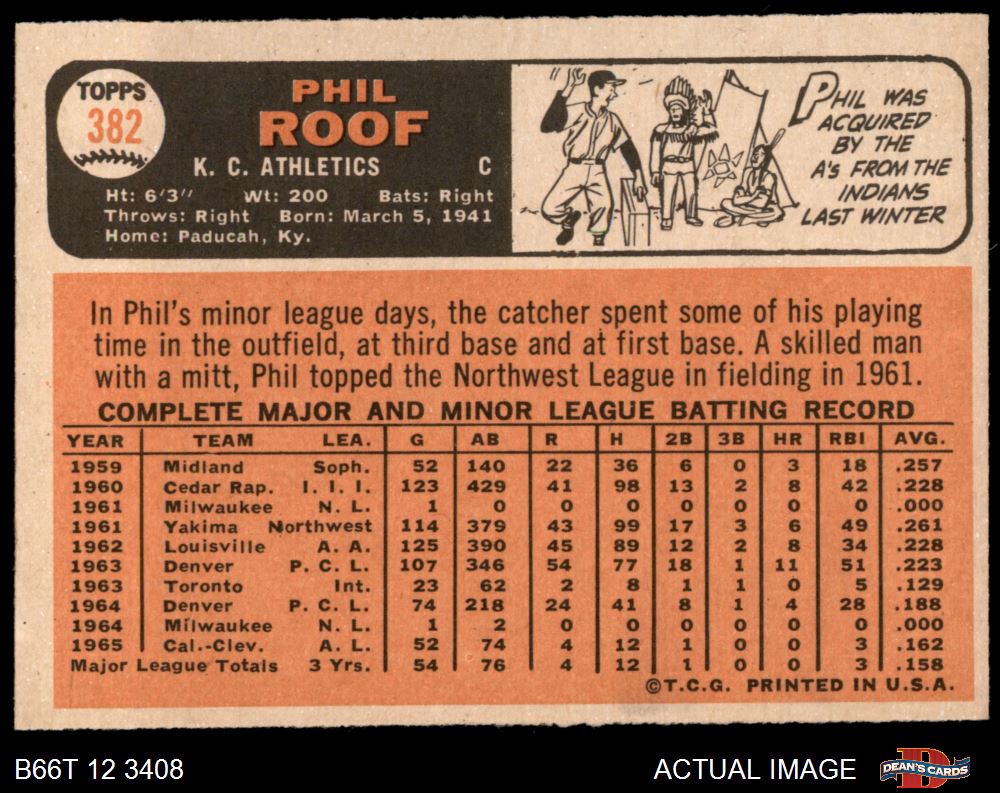 TOPPS
382
PHIL
ROOF
K. C. ATHLETICS C
Ht: 6'3" Wt: 200 Bats: Right
Throws: Right Born: March 5, 1941
Home: Paducah, Ky.
PHIL WAS
ACQUIRED
BY THE
A's FROM THE
INDIANS
LAST WINTER
In Phil's minor league days, the catcher spent some of his playing
time in the outfield, at third base and at first base. A skilled man
with a mitt, Phil topped the Northwest League in fielding in 1961.
COMPLETE MAJOR AND MINOR LEAGUE BATTING RECORD
YEAR TEAM LEA. G AB R H 2B 3B HR RBI AVG.
1959 Midland Soph. 52 140 22 36 6 0 3 18 .257
1960 Cedar Rap. I. I. I. 123 429 41 98 13 2 8 42 .228
1961 Milwaukee N. L. 1 0 0 0 0 0 0 0 .000
1961 Yakima Northwest 114 379 43 99 17 3 6 49 .261
1962 Louisville A. A. 125 390 45 89 12 2 8 34 .228
1963 Denver P. C. L. 107 346 54 77 18 1 11 51 .223
1963 Toronto Int. 23 62 2 8 1 1 0 5 .129
1964 Denver P. C. L. 74 218 24 41 8 1 4 28 .188
1964 Milwaukee N. L. 1 2 0 0 0 0 0 0 .000
1965 Cal.-Clev. A. L. 52 74 4 12 1 0 0 3 .162
Major League Totals 3 Yrs. 54 76 4 12 1 0 0 3 .158
©T.C.G. PRINTED IN U.S.A.
B66T 12 3408
ACTUAL IMAGE
D
DEAN'S CARDS